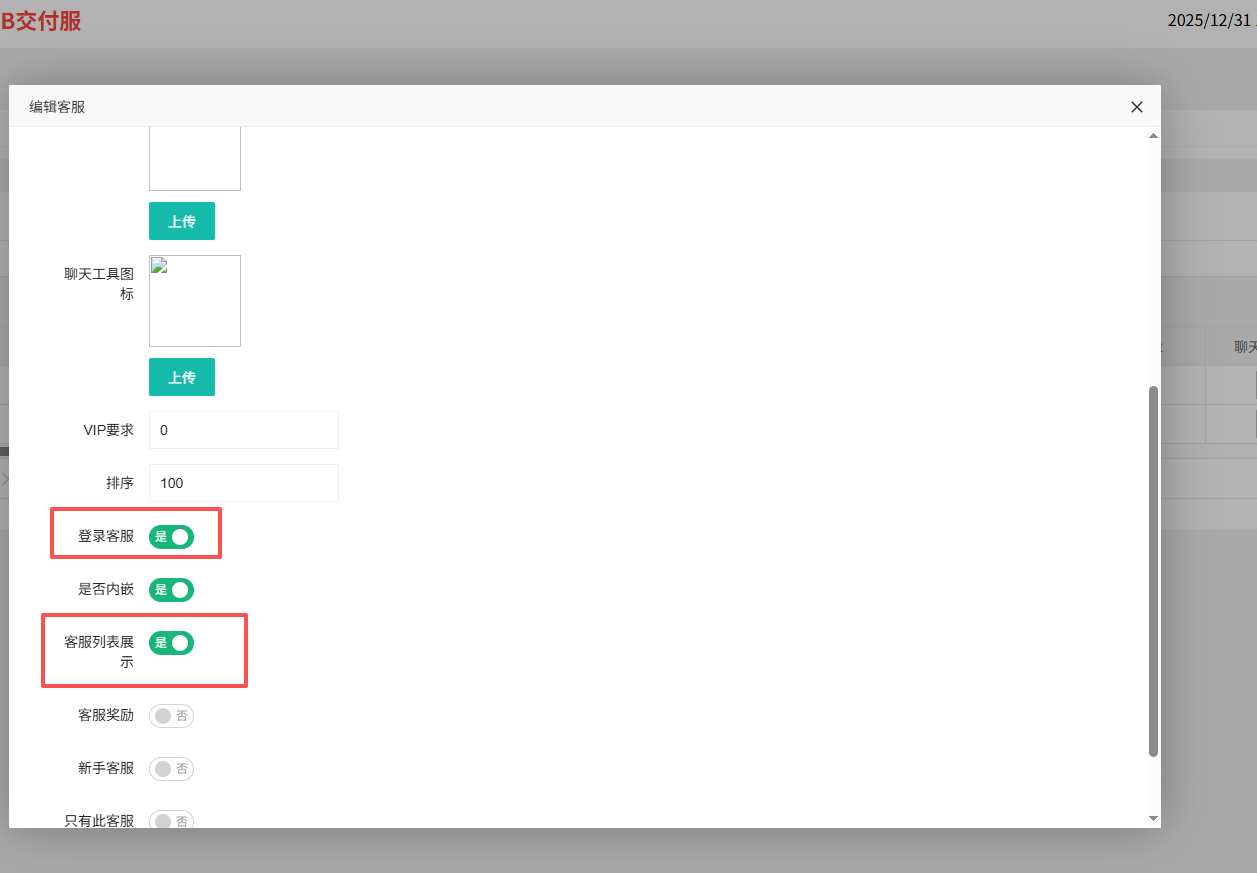 B交付服
2025/12/31
编辑客服
上传
聊天工具图
标
上传
聊天
VIP要求
0
排序
100
登录客服
是
是否内嵌
是
客服列表展
示
是
客服奖励
否
新手客服
否
只有此客服
否